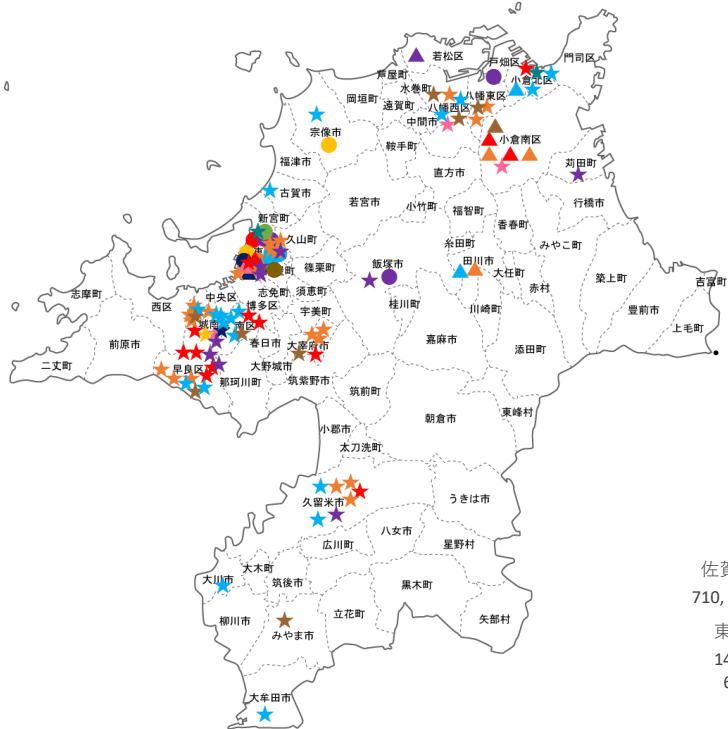 門司区
若松区
戸畑区
小倉北区
芦屋町
水巻町
岡垣町
遠賀町
八幡東区
八幡西区
中間市
宗像市
鞍手町
小倉南区
福津市
直方市
苅田町
古賀市
若宮市
小竹町
福智町
行橋市
新宮町
香春町
久山町
糸田町
みやこ町
篠栗町
飯塚市
田川市
大任町
築上町
吉富町
志摩町
西区
中央区
志免町
須恵町
桂川町
赤村
博多区
宇美町
川崎町
豊前市
上毛町
城南
南区
前原市
春日市
大宰府市
嘉麻市
添田町
二丈町
早良区
大野城市
那珂川町
筑紫野市
筑前町
朝倉市
東峰村
小郡市
太刀洗町
久留米市
うきは市
広川町
八女市
星野村
大木町
大川市
筑後市
黒木町
柳川市
立花町
矢部村
みやま市
大牟田市
佐賀
710,
東
14
6